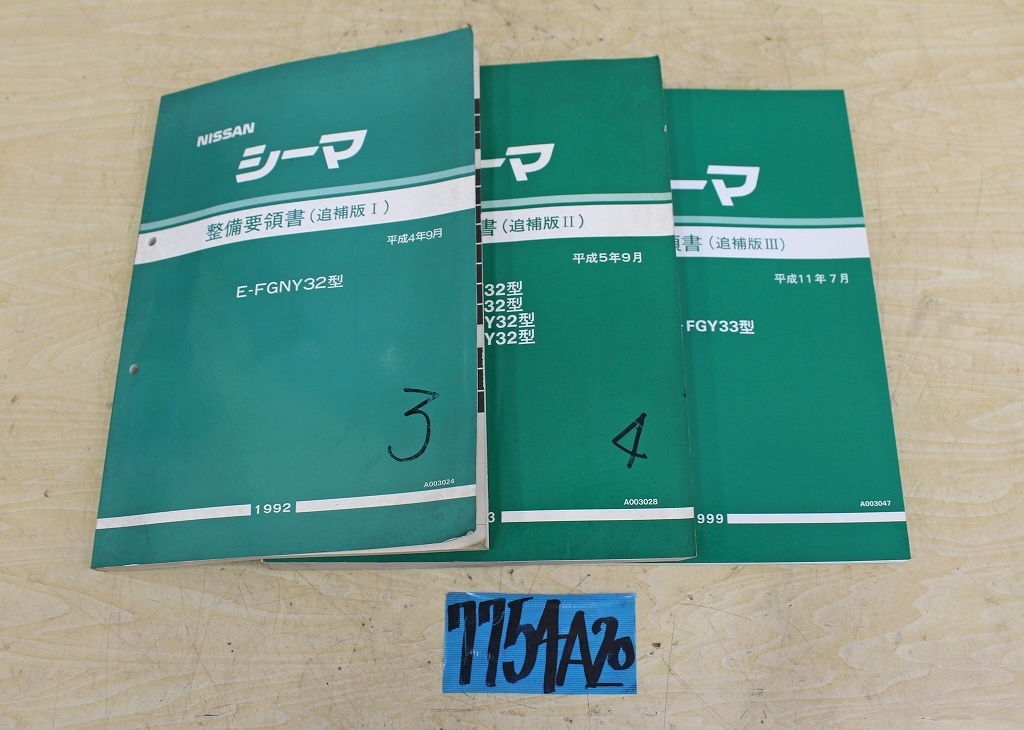 NISSAN
シーマ
整備要領書(追補版Ⅰ)
平成4年9月
E-FGNY32型
3
A003024
1992
ーマ
書(追補版Ⅱ)
平成5年9月
32型
32型
Y32型
Y32型
4
A003028
3
ーマ
領書(追補版Ⅲ)
平成11年7月
-FGY33型
A003047
999
7754-A20